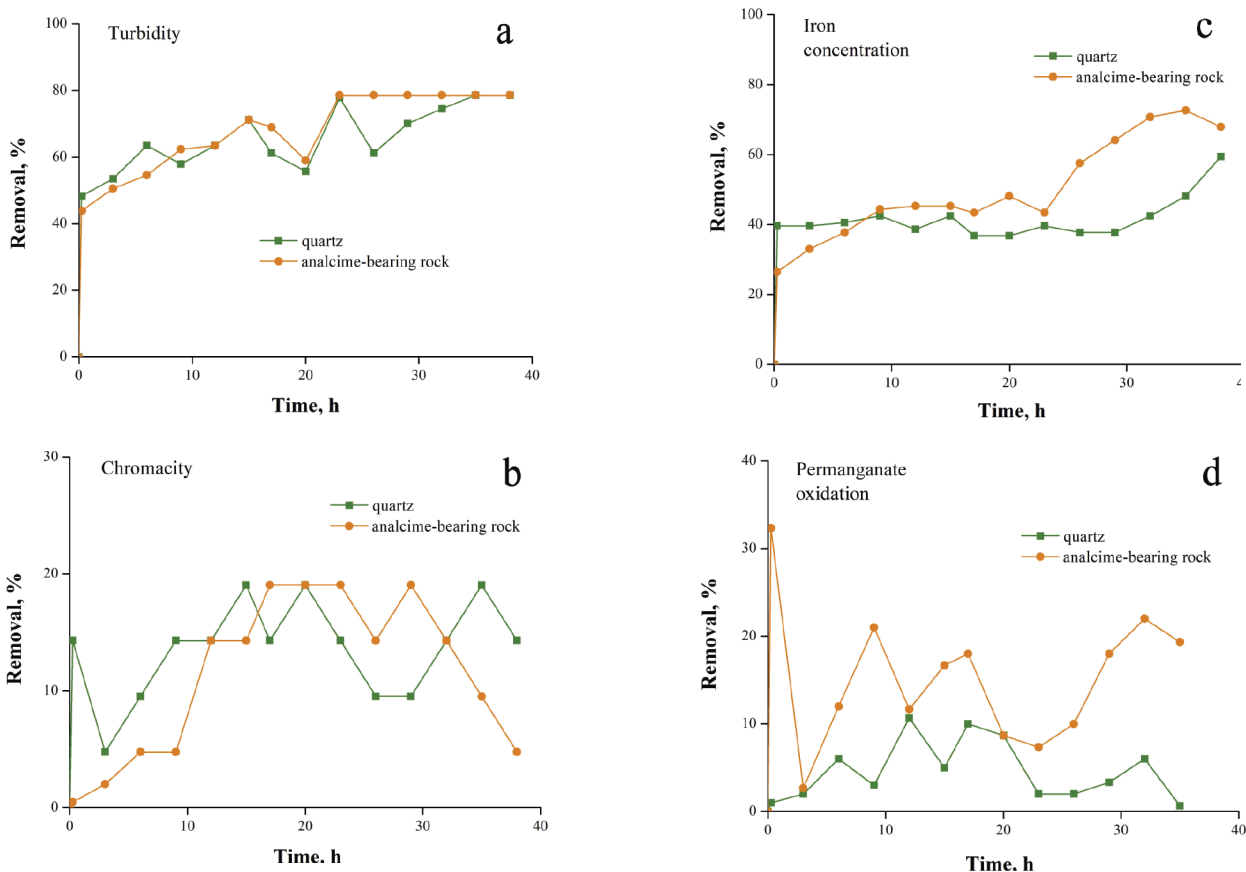 Turbidity
a
100
80
60
40
20
0
Removal, %
quartz
analcime-bearing rock
0
10
20
30
40
Time, h
Iron
concentration
c
100
80
60
40
20
0
Removal, %
quartz
analcime-bearing rock
0
10
20
30
4
Time, h
Chromacity
b
30
20
10
0
Removal, %
quartz
analcime-bearing rock
0
10
20
30
40
Time, h
Permanganate
oxidation
d
40
30
20
10
0
Removal, %
quartz
analcime-bearing rock
0
10
20
30
40
Time, h